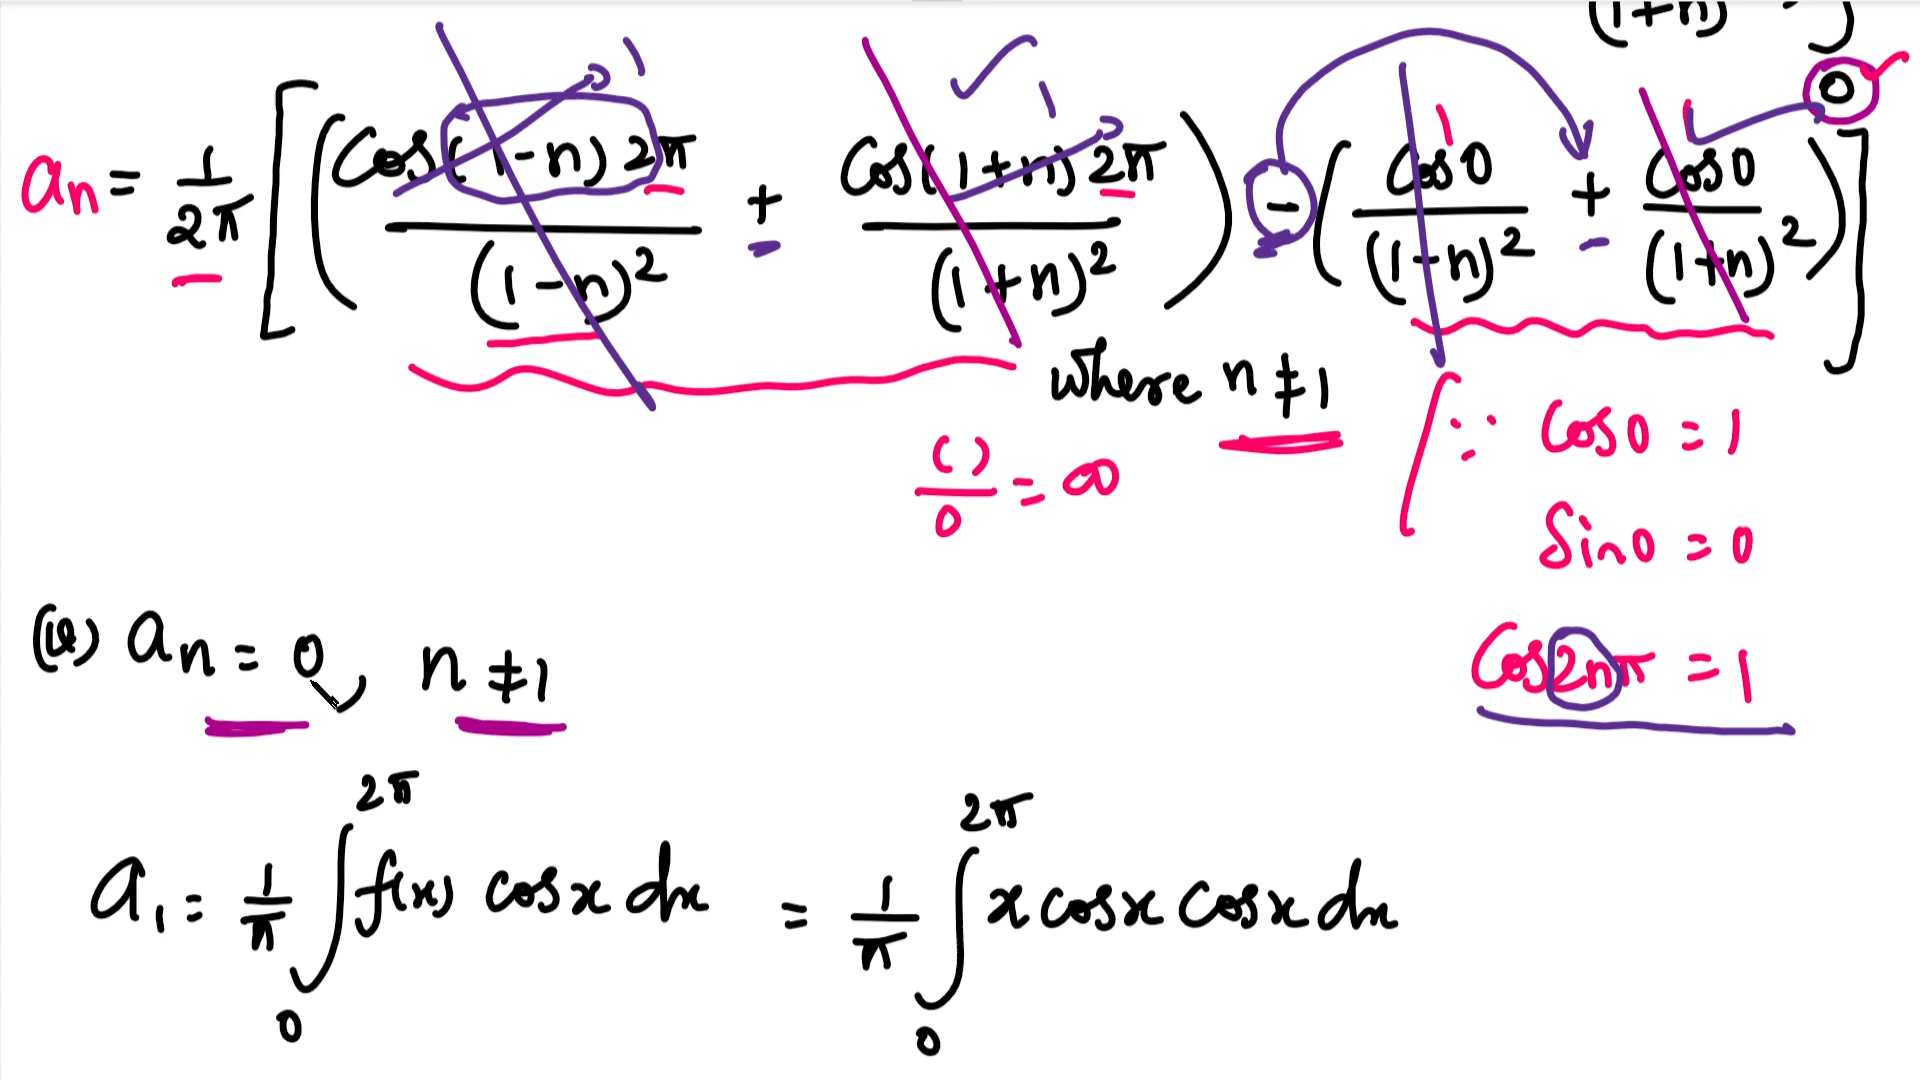 (1+n) ]
aₙ = 1/2π [ ( Cos(1-n)2π / (1-n)² + Cos(1+n)2π / (1+n)² ) - ( Cos0 / (1-n)² + Cos0 / (1+n)² ) ]
1 1 1 1 0
where n ≠ 1
( ) / 0 = ∞
∵ Cos0 = 1
Sin0 = 0
Cos2nπ = 1
(ie) aₙ = 0, n ≠ 1
a₁ = 1/π ∫₀^2π f(x) cosx dx = 1/π ∫₀^2π x cosx cosx dx